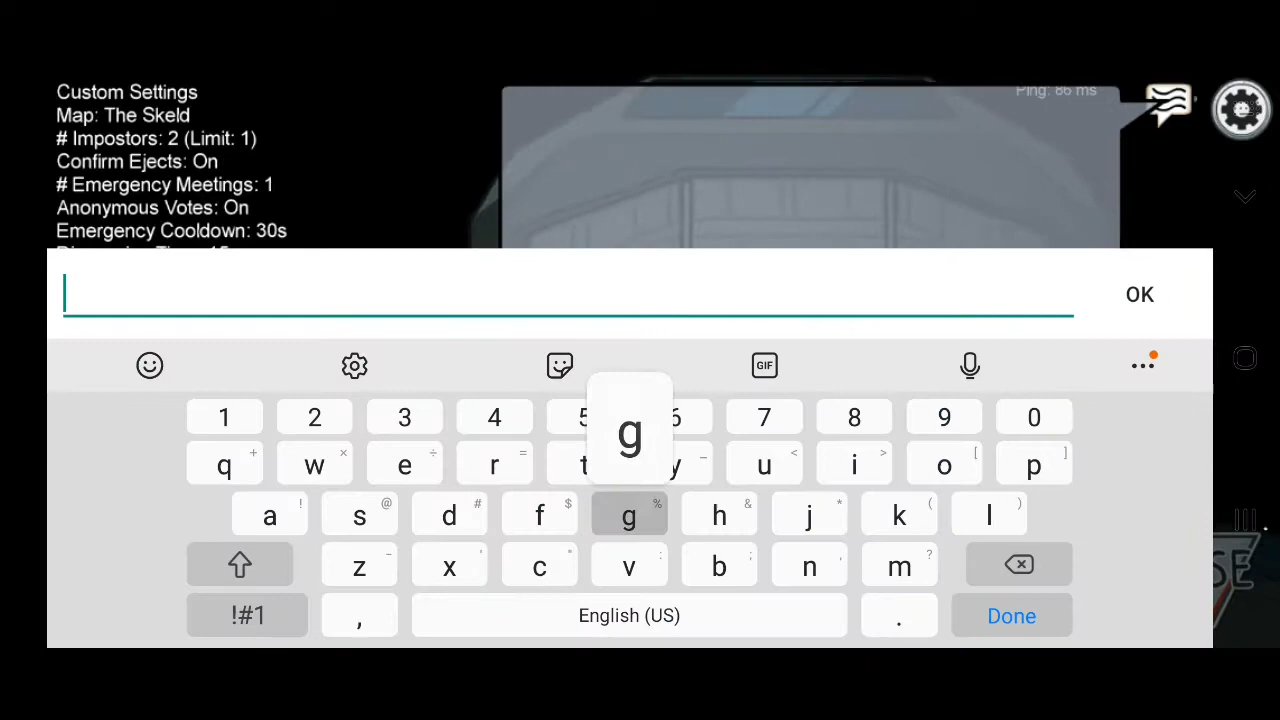 Custom Settings
Ping: 86 ms
Map: The Skeld
# Impostors: 2 (Limit: 1)
Confirm Ejects: On
# Emergency Meetings: 1
Anonymous Votes: On
Emergency Cooldown: 30s
OK
GIF
1 2 3 4 5 6 7 8 9 0
g
q + w × e ÷ r = t y _ u < i > o [ p ]
a ! s @ d # f $ g % h & j * k ( l )
z - x ' c " v : b ; n , m ?
!#1 , English (US) . Done